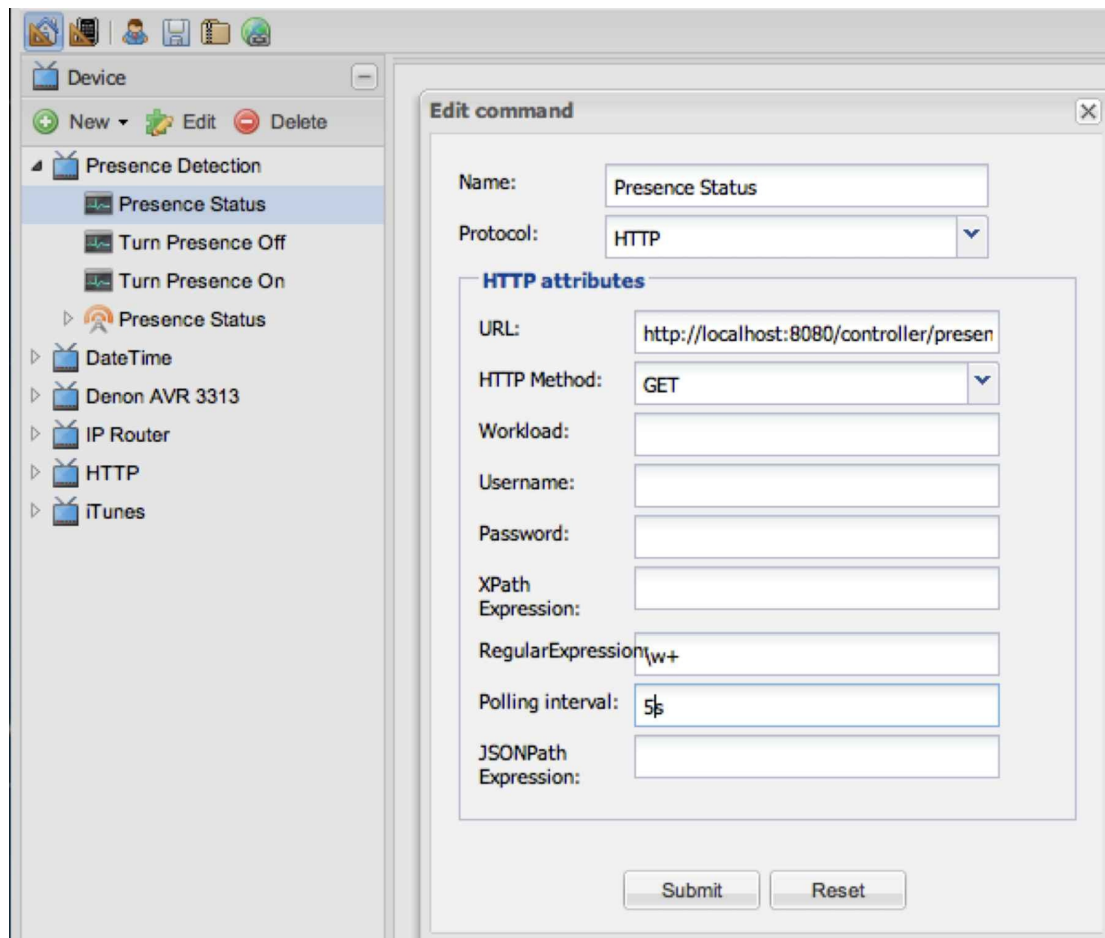 Device
New Edit Delete
Presence Detection
Presence Status
Turn Presence Off
Turn Presence On
Presence Status
DateTime
Denon AVR 3313
IP Router
HTTP
iTunes
Edit command
Name: Presence Status
Protocol: HTTP
HTTP attributes
URL: http://localhost:8080/controller/presen
HTTP Method: GET
Workload:
Username:
Password:
XPath
Expression:
RegularExpression: \w+
Polling interval: 5s
JSONPath
Expression:
Submit Reset